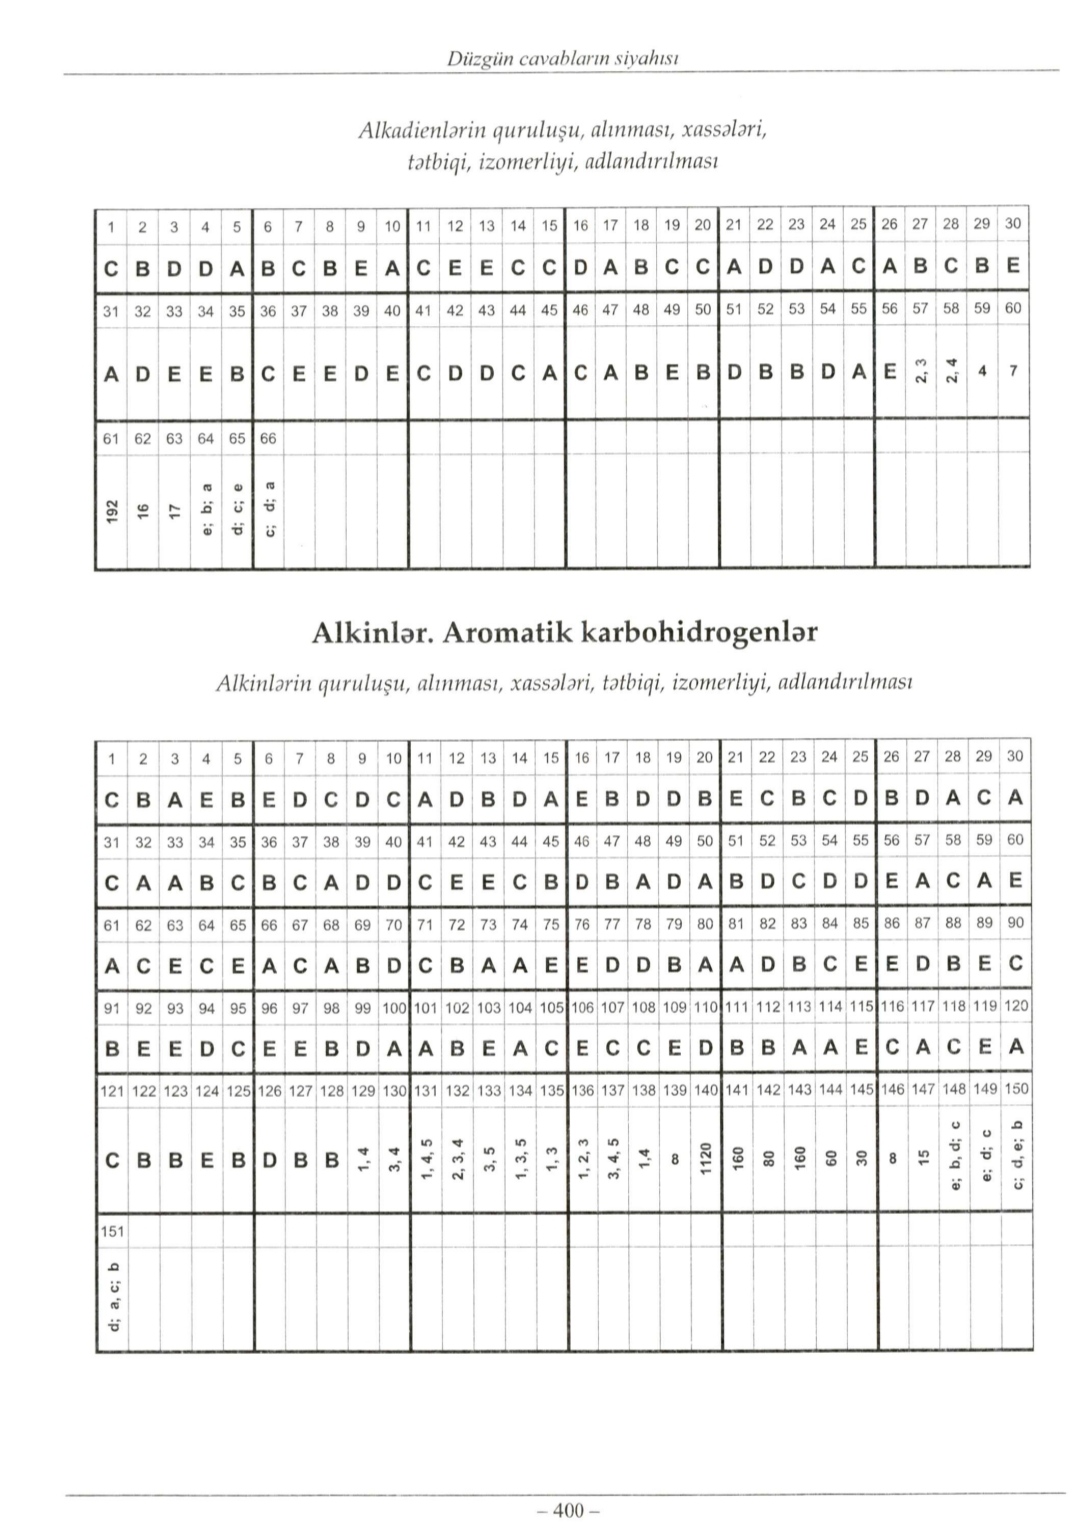 Düzgün cavabların siyahısı
Alkadienlərin quruluşu, alınması, xassələri,
tətbiqi, izomerliyi, adlandırılması
1 2 3 4 5 6 7 8 9 10 11 12 13 14 15 16 17 18 19 20 21 22 23 24 25 26 27 28 29 30
C B D D A B C B E A C E E C C D A B C C A D D A C A B C B E
31 32 33 34 35 36 37 38 39 40 41 42 43 44 45 46 47 48 49 50 51 52 53 54 55 56 57 58 59 60
A D E E B C E E D E C D D C A C A B E B D B B D A E 2, 3 2, 4 4 7
61 62 63 64 65 66
192 16 17 e; b; a d; c; e c; d; a
Alkinlər. Aromatik karbohidrogenlər
Alkinlərin quruluşu, alınması, xassələri, tətbiqi, izomerliyi, adlandırılması
1 2 3 4 5 6 7 8 9 10 11 12 13 14 15 16 17 18 19 20 21 22 23 24 25 26 27 28 29 30
C B A E B E D C D C A D B D A E B D D B E C B C D B D A C A
31 32 33 34 35 36 37 38 39 40 41 42 43 44 45 46 47 48 49 50 51 52 53 54 55 56 57 58 59 60
C A A B C B C A D D C E E C B D B A D A B D C D D E A C A E
61 62 63 64 65 66 67 68 69 70 71 72 73 74 75 76 77 78 79 80 81 82 83 84 85 86 87 88 89 90
A C E C E A C A B D C B A A E E D D B A A D B C E E D B E C
91 92 93 94 95 96 97 98 99 100 101 102 103 104 105 106 107 108 109 110 111 112 113 114 115 116 117 118 119 120
B E E D C E E B D A A B E A C E C C E D B B A A E C A C E A
121 122 123 124 125 126 127 128 129 130 131 132 133 134 135 136 137 138 139 140 141 142 143 144 145 146 147 148 149 150
C B B E B D B B 1, 4 3, 4 1, 4, 5 2, 3, 4 3, 5 1, 3, 5 1, 3 1, 2, 3 3, 4, 5 1,4 8 1120 160 80 160 60 30 8 15 e; b, d; c e; d; c c; d, e; b
151
d; a, c; b
– 400 –